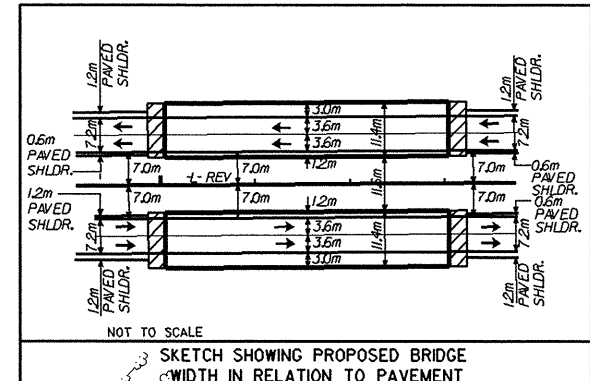 1.2m
PAVED
SHLDR.
7.2m
0.6m
PAVED
SHLDR.
1.2m
PAVED
SHLDR.
7.2m
1.2m
PAVED
SHLDR.
7.0m
7.0m
7.0m
7.0m
-L- REV
3.0m
3.6m
3.6m
11.4m
1.2m
1.2m
3.6m
3.6m
3.0m
11.4m
7.0m
7.0m
1.2m
PAVED
SHLDR.
7.2m
0.6m
PAVED
SHLDR.
0.6m
PAVED
SHLDR.
7.2m
1.2m
PAVED
SHLDR.
NOT TO SCALE
SKETCH SHOWING PROPOSED BRIDGE
WIDTH IN RELATION TO PAVEMENT